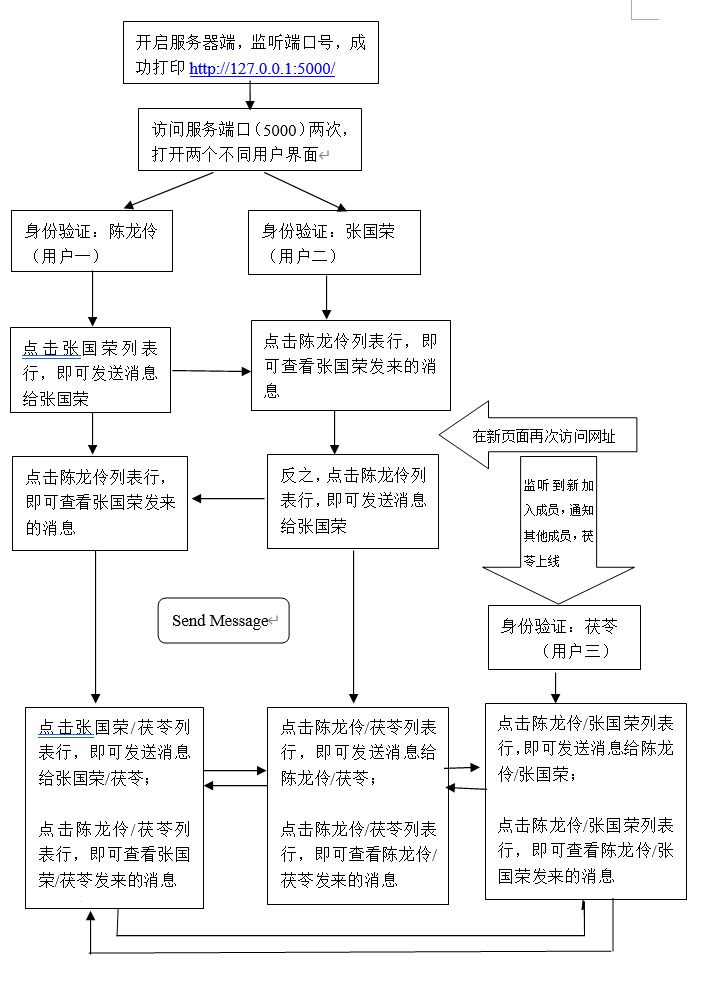 开启服务器端，监听端口号，成
功打印 http://127.0.0.1:5000/
访问服务端口（5000）两次，
打开两个不同用户界面↵
身份验证：陈龙伶
（用户一）
身份验证：张国荣
（用户二）
点击张国荣列表
行，即可发送消息
给张国荣
点击陈龙伶列表行，即
可查看张国荣发来的消
息
在新页面再次访问网址
点击陈龙伶列表行，
即可查看张国荣发来
的消息
反之，点击陈龙伶列
表行，即可发送消息
给张国荣
监听到新加
入成员，通知
其他成员，茯
苓上线
Send Message↵
身份验证：茯苓
（用户三）
点击张国荣/茯苓列
表行，即可发送消息
给张国荣/茯苓；
点击陈龙伶/茯苓列
表行，即可查看张国
荣/茯苓发来的消息
点击陈龙伶/茯苓列表
行，即可发送消息给
陈龙伶/茯苓；
点击陈龙伶/茯苓列表
行，即可查看陈龙伶/
茯苓发来的消息
点击陈龙伶/张国荣列表
行，即可发送消息给陈龙
伶/张国荣；
点击陈龙伶/张国荣列表
行，即可查看陈龙伶/张
国荣发来的消息